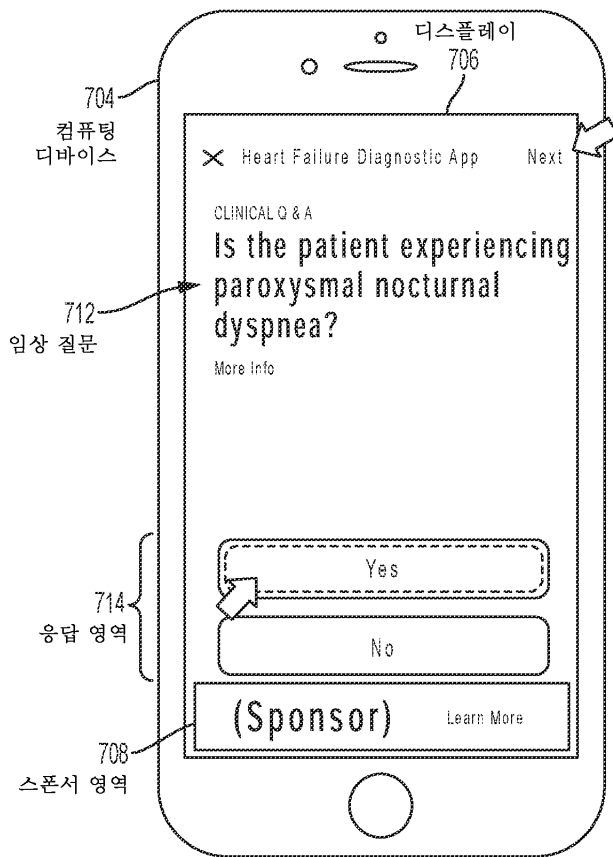 디스플레이
706
704
컴퓨팅
디바이스
Heart Failure Diagnostic App
Next
CLINICAL Q & A
Is the patient experiencing
paroxysmal nocturnal
dyspnea?
712
임상 질문
More Info
Yes
714
응답 영역
No
(Sponsor)
Learn More
708
스폰서 영역